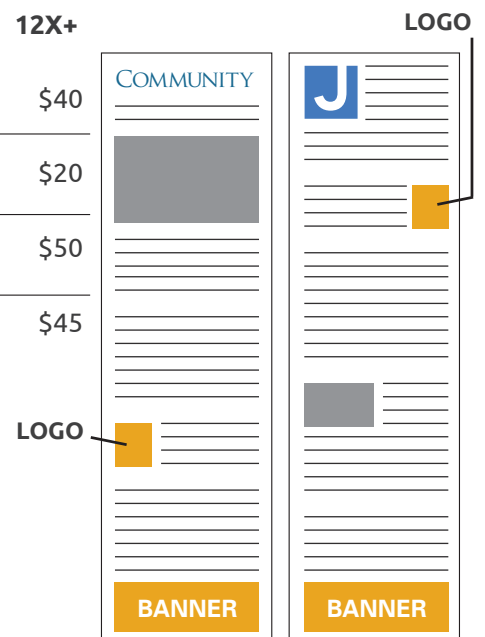 12X+
$40
$20
$50
$45
LOGO
COMMUNITY
BANNER
LOGO
J
BANNER